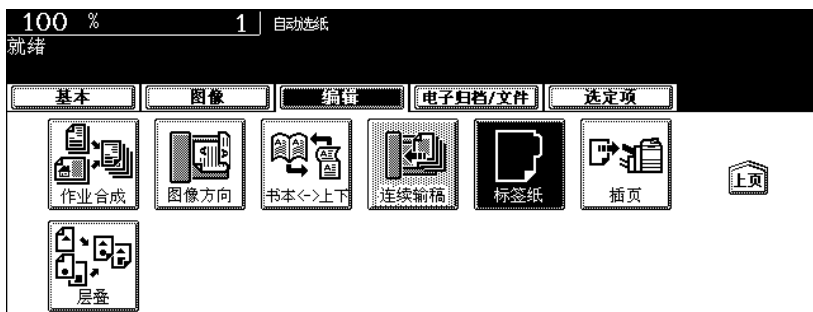 100 % 1 自动选纸
就绪
基本 图像 编辑 电子归档/文件 选定项
作业合成 图像方向 书本<->上下 连续输稿 标签纸 插页
上页
层叠